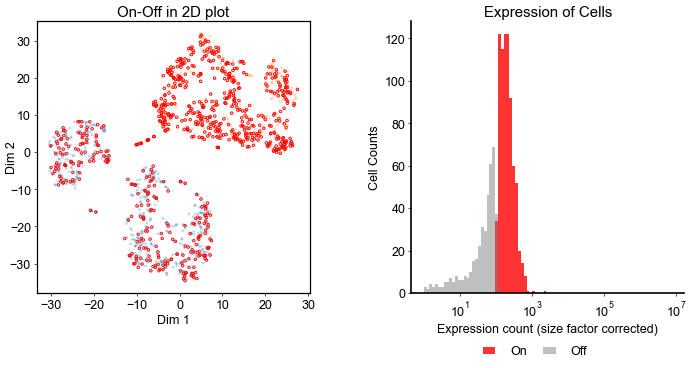 On-Off in 2D plot
30
20
10
0
−10
−20
−30
Dim 2
−30 −20 −10 0 10 20 30
Dim 1
Expression of Cells
120
100
80
60
40
20
0
Cell Counts
10^1 10^3 10^5 10^7
Expression count (size factor corrected)
On Off